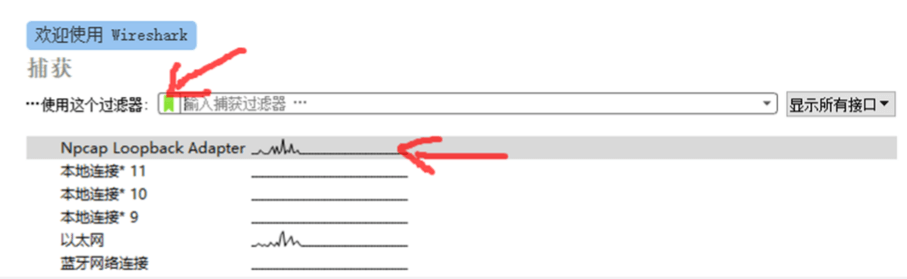 欢迎使用 Wireshark
捕获
…使用这个过滤器: 输入捕获过滤器 … 显示所有接口
Npcap Loopback Adapter
本地连接* 11
本地连接* 10
本地连接* 9
以太网
蓝牙网络连接